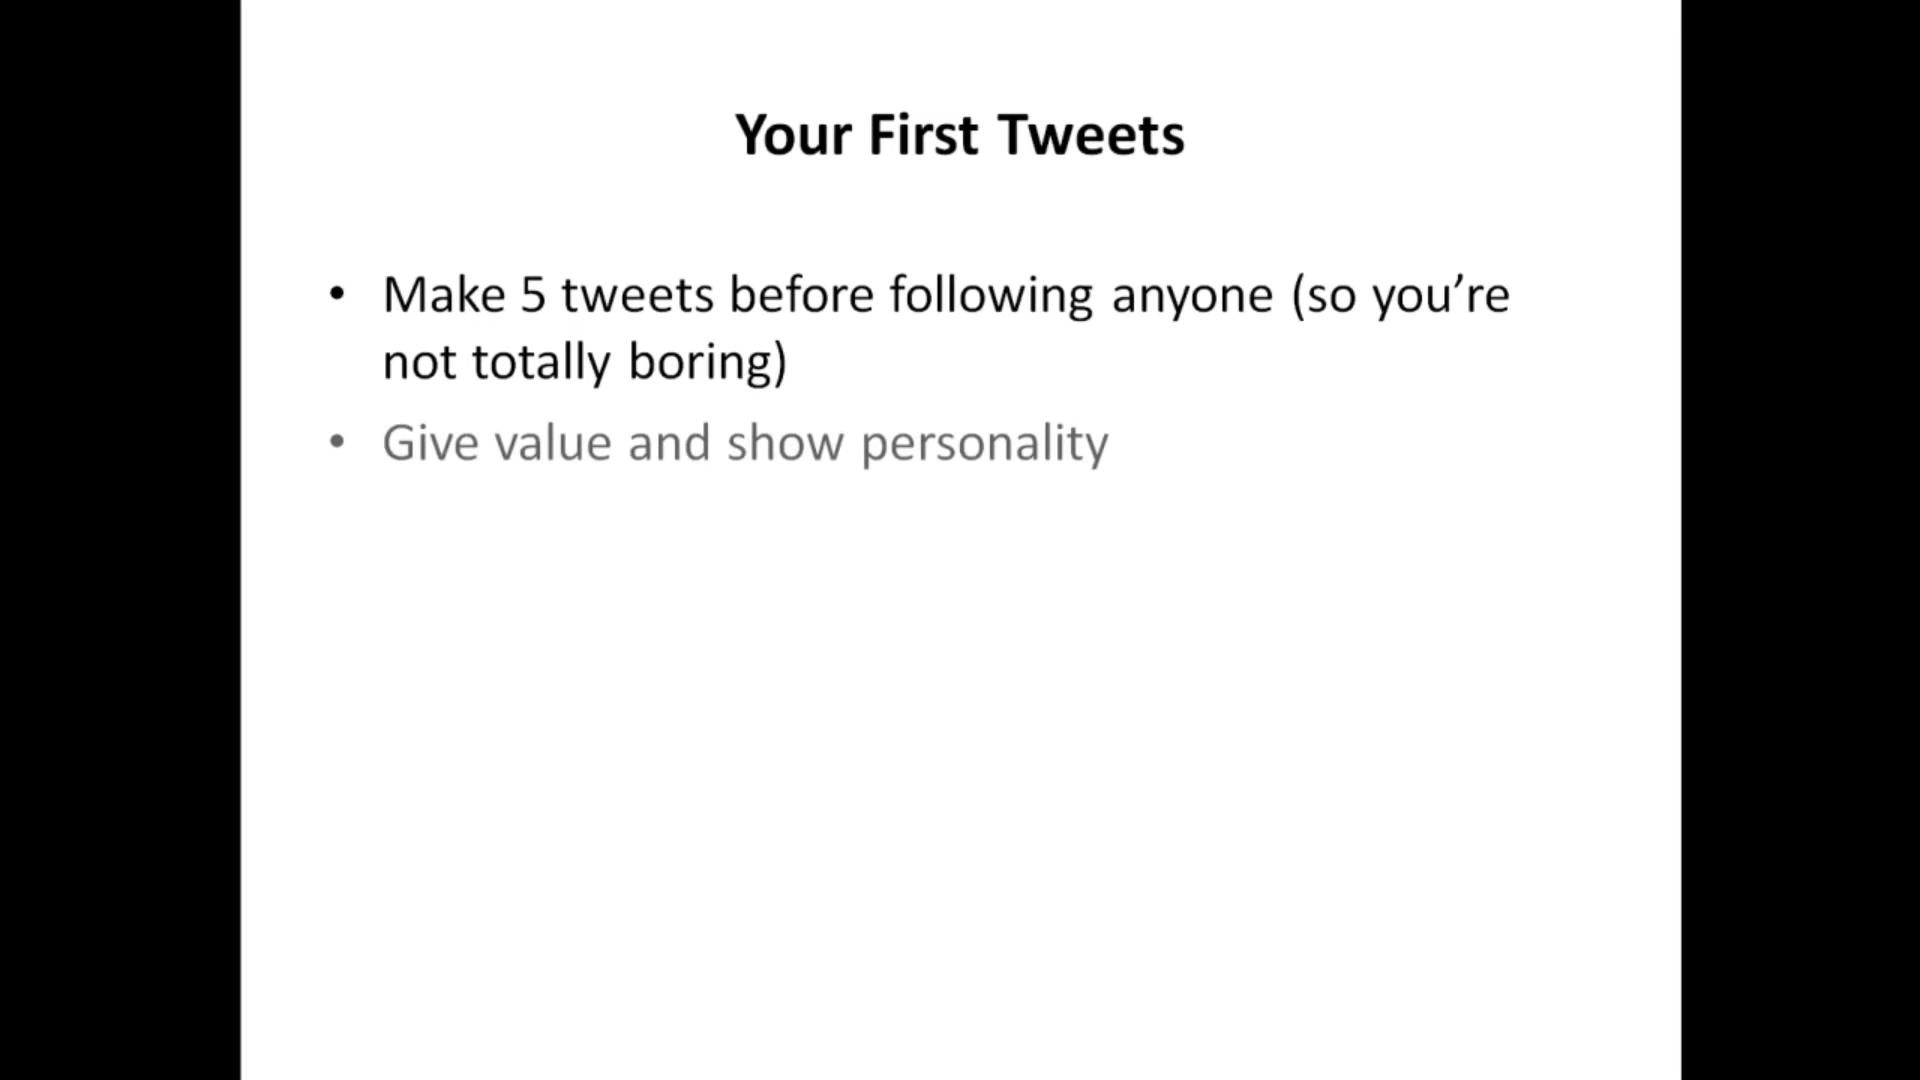 Your First Tweets
• Make 5 tweets before following anyone (so you’re
not totally boring)
• Give value and show personality